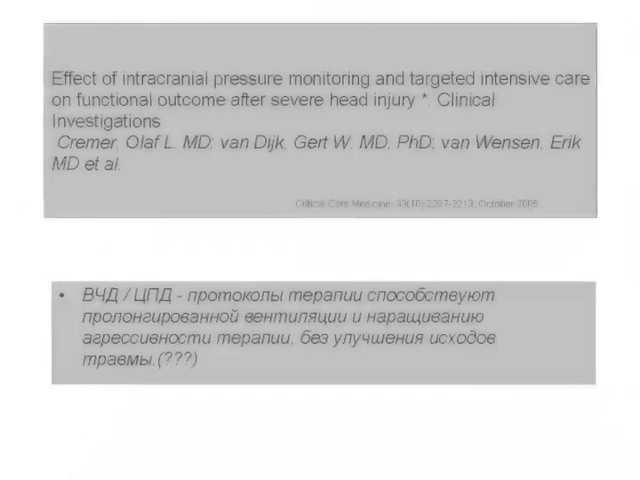 Effect of intracranial pressure monitoring and targeted intensive care
on functional outcome after severe head injury *. Clinical
Investigations
Cremer, Olaf L. MD; van Dijk, Gert W. MD, PhD; van Wensen, Erik
MD et al.
Critical Care Medicine. 33(10):2207-2213, October 2005
• ВЧД / ЦПД - протоколы терапии способствуют
пролонгированной вентиляции и наращиванию
агрессивности терапии, без улучшения исходов
травмы.(???)